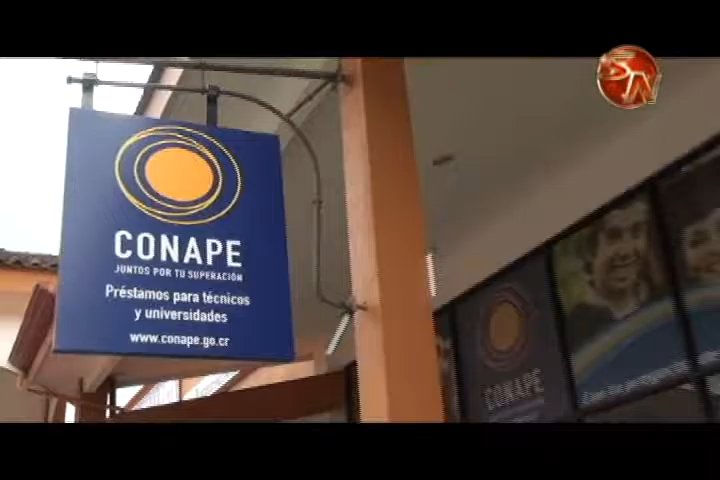 CONAPE
JUNTOS POR TU SUPERACIÓN
Préstamos para técnicos
y universidades
www.conape.go.cr
CONAPE